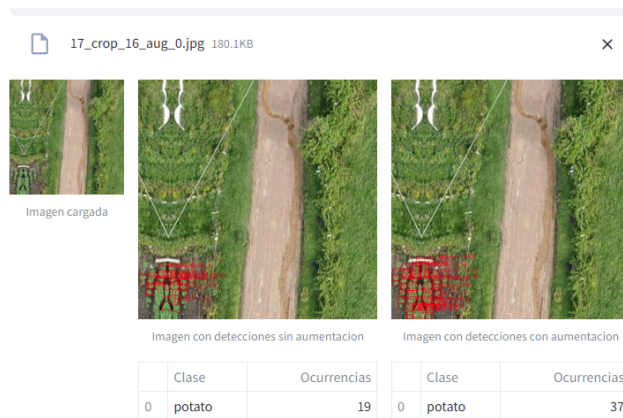 17_crop_16_aug_0.jpg 180.1KB
Imagen cargada
Imagen con detecciones sin aumentacion
Imagen con detecciones con aumentacion
Clase Ocurrencias
0 potato 19
Clase Ocurrencias
0 potato 37